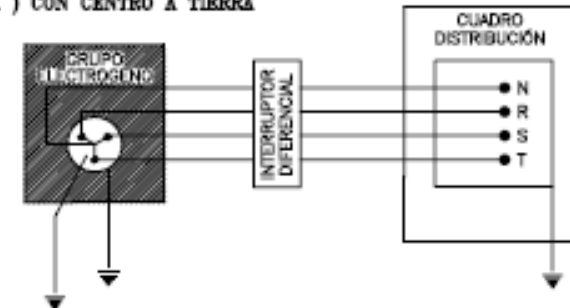 ) CON CENTRO A TIERRA
GRUPO
ELECTROGENO
INTERRUPTOR
DIFERENCIAL
CUADRO
DISTRIBUCIÓN
N
R
S
T